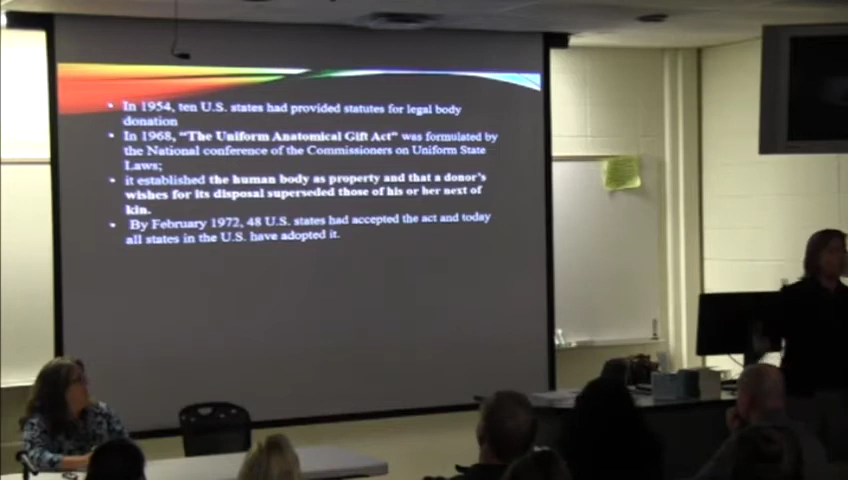 • In 1954, ten U.S. states had provided statutes for legal body
donation
• In 1968, “The Uniform Anatomical Gift Act” was formulated by
the National conference of the Commissioners on Uniform State
Laws;
• it established the human body as property and that a donor’s
wishes for its disposal superseded those of his or her next of
kin.
• By February 1972, 48 U.S. states had accepted the act and today
all states in the U.S. have adopted it.